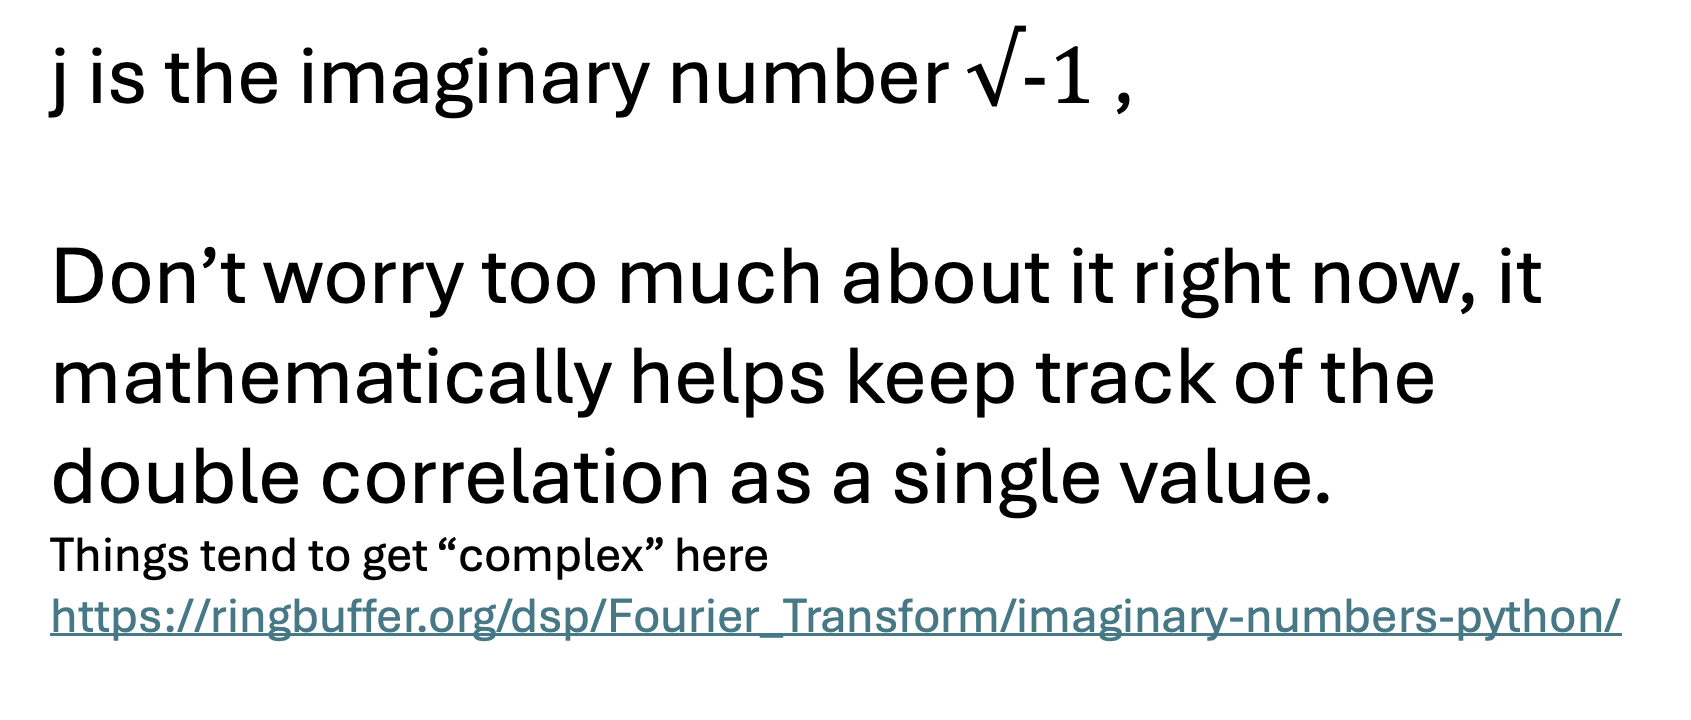 j is the imaginary number √-1 ,
Don’t worry too much about it right now, it
mathematically helps keep track of the
double correlation as a single value.
Things tend to get “complex” here
https://ringbuffer.org/dsp/Fourier_Transform/imaginary-numbers-python/